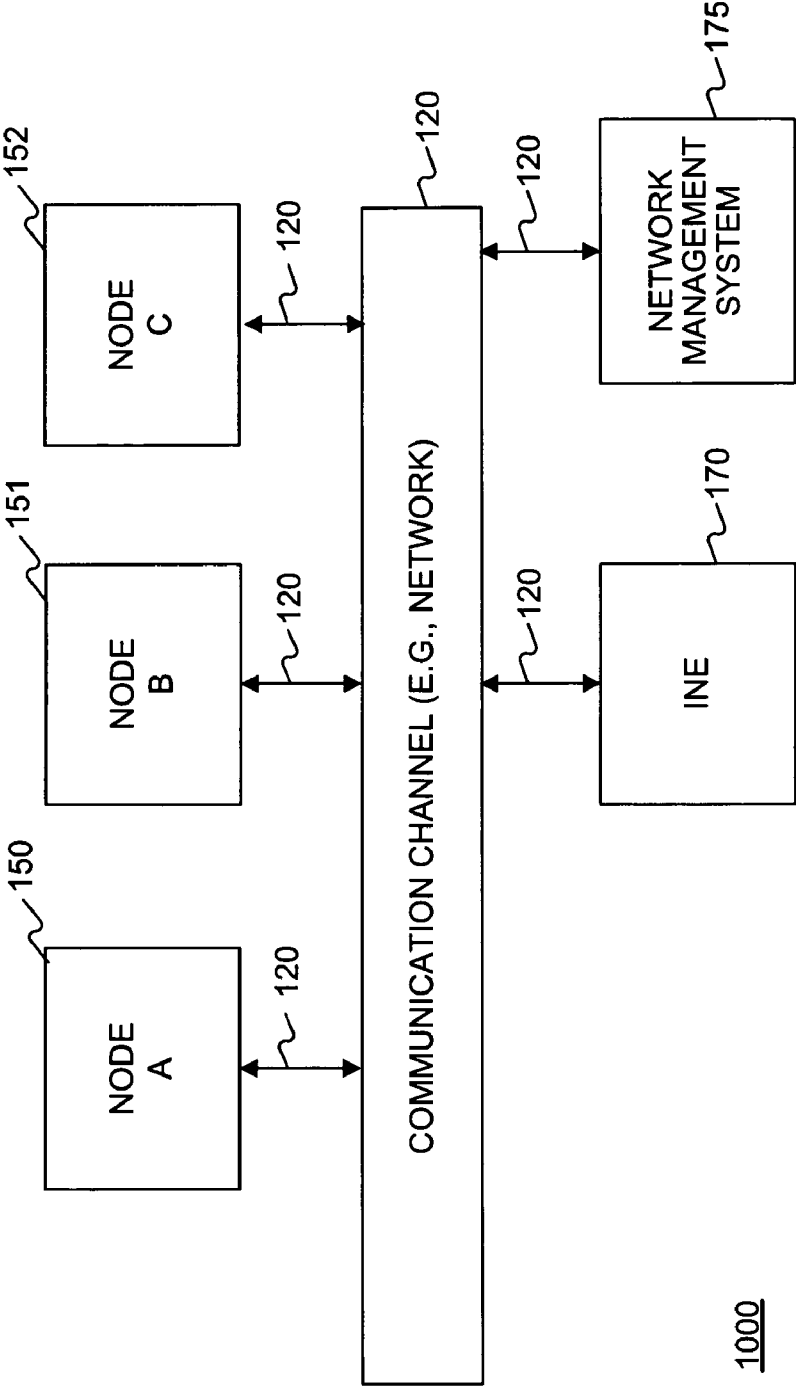 150
NODE
A
120
151
NODE
B
120
152
NODE
C
120
COMMUNICATION CHANNEL (E.G., NETWORK)
120
120
INE
170
120
NETWORK
MANAGEMENT
SYSTEM
175
1000